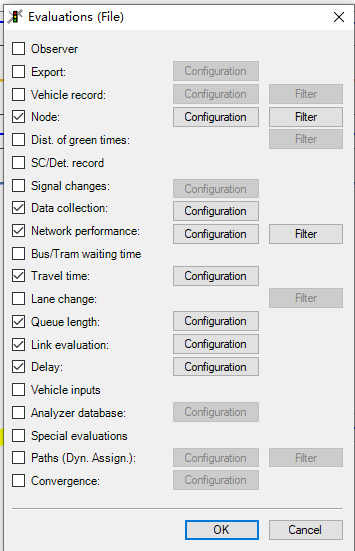 Evaluations (File)
Observer
Export: Configuration
Vehicle record: Configuration Filter
Node: Configuration Filter
Dist. of green times: Filter
SC/Det. record
Signal changes: Configuration
Data collection: Configuration
Network performance: Configuration Filter
Bus/Tram waiting time
Travel time: Configuration
Lane change: Filter
Queue length: Configuration
Link evaluation: Configuration
Delay: Configuration
Vehicle inputs
Analyzer database: Configuration
Special evaluations
Paths (Dyn. Assign.): Configuration Filter
Convergence: Configuration
OK Cancel